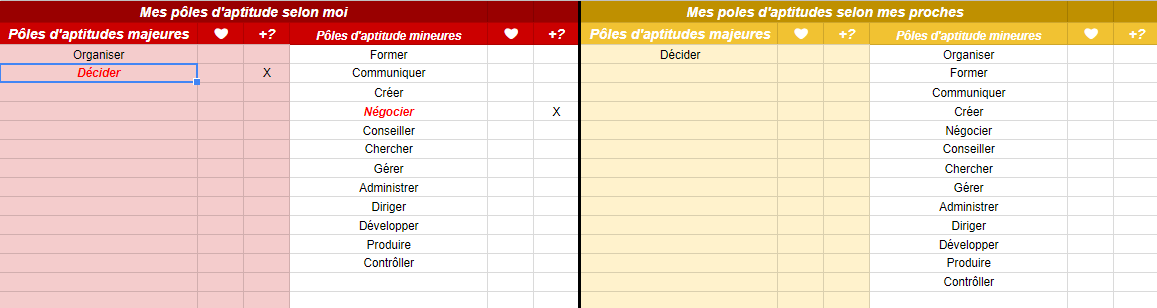 Mes pôles d'aptitude selon moi Mes poles d'aptitudes selon mes proches
Pôles d'aptitudes majeures +? Pôles d'aptitude mineures +? Pôles d'aptitudes majeures +? Pôles d'aptitude mineures +?
Organiser Former Décider Organiser
Décider X Communiquer Former
Créer Communiquer
Négocier X Créer
Conseiller Négocier
Chercher Conseiller
Gérer Chercher
Administrer Gérer
Diriger Administrer
Développer Diriger
Produire Développer
Contrôller Produire
Contrôller